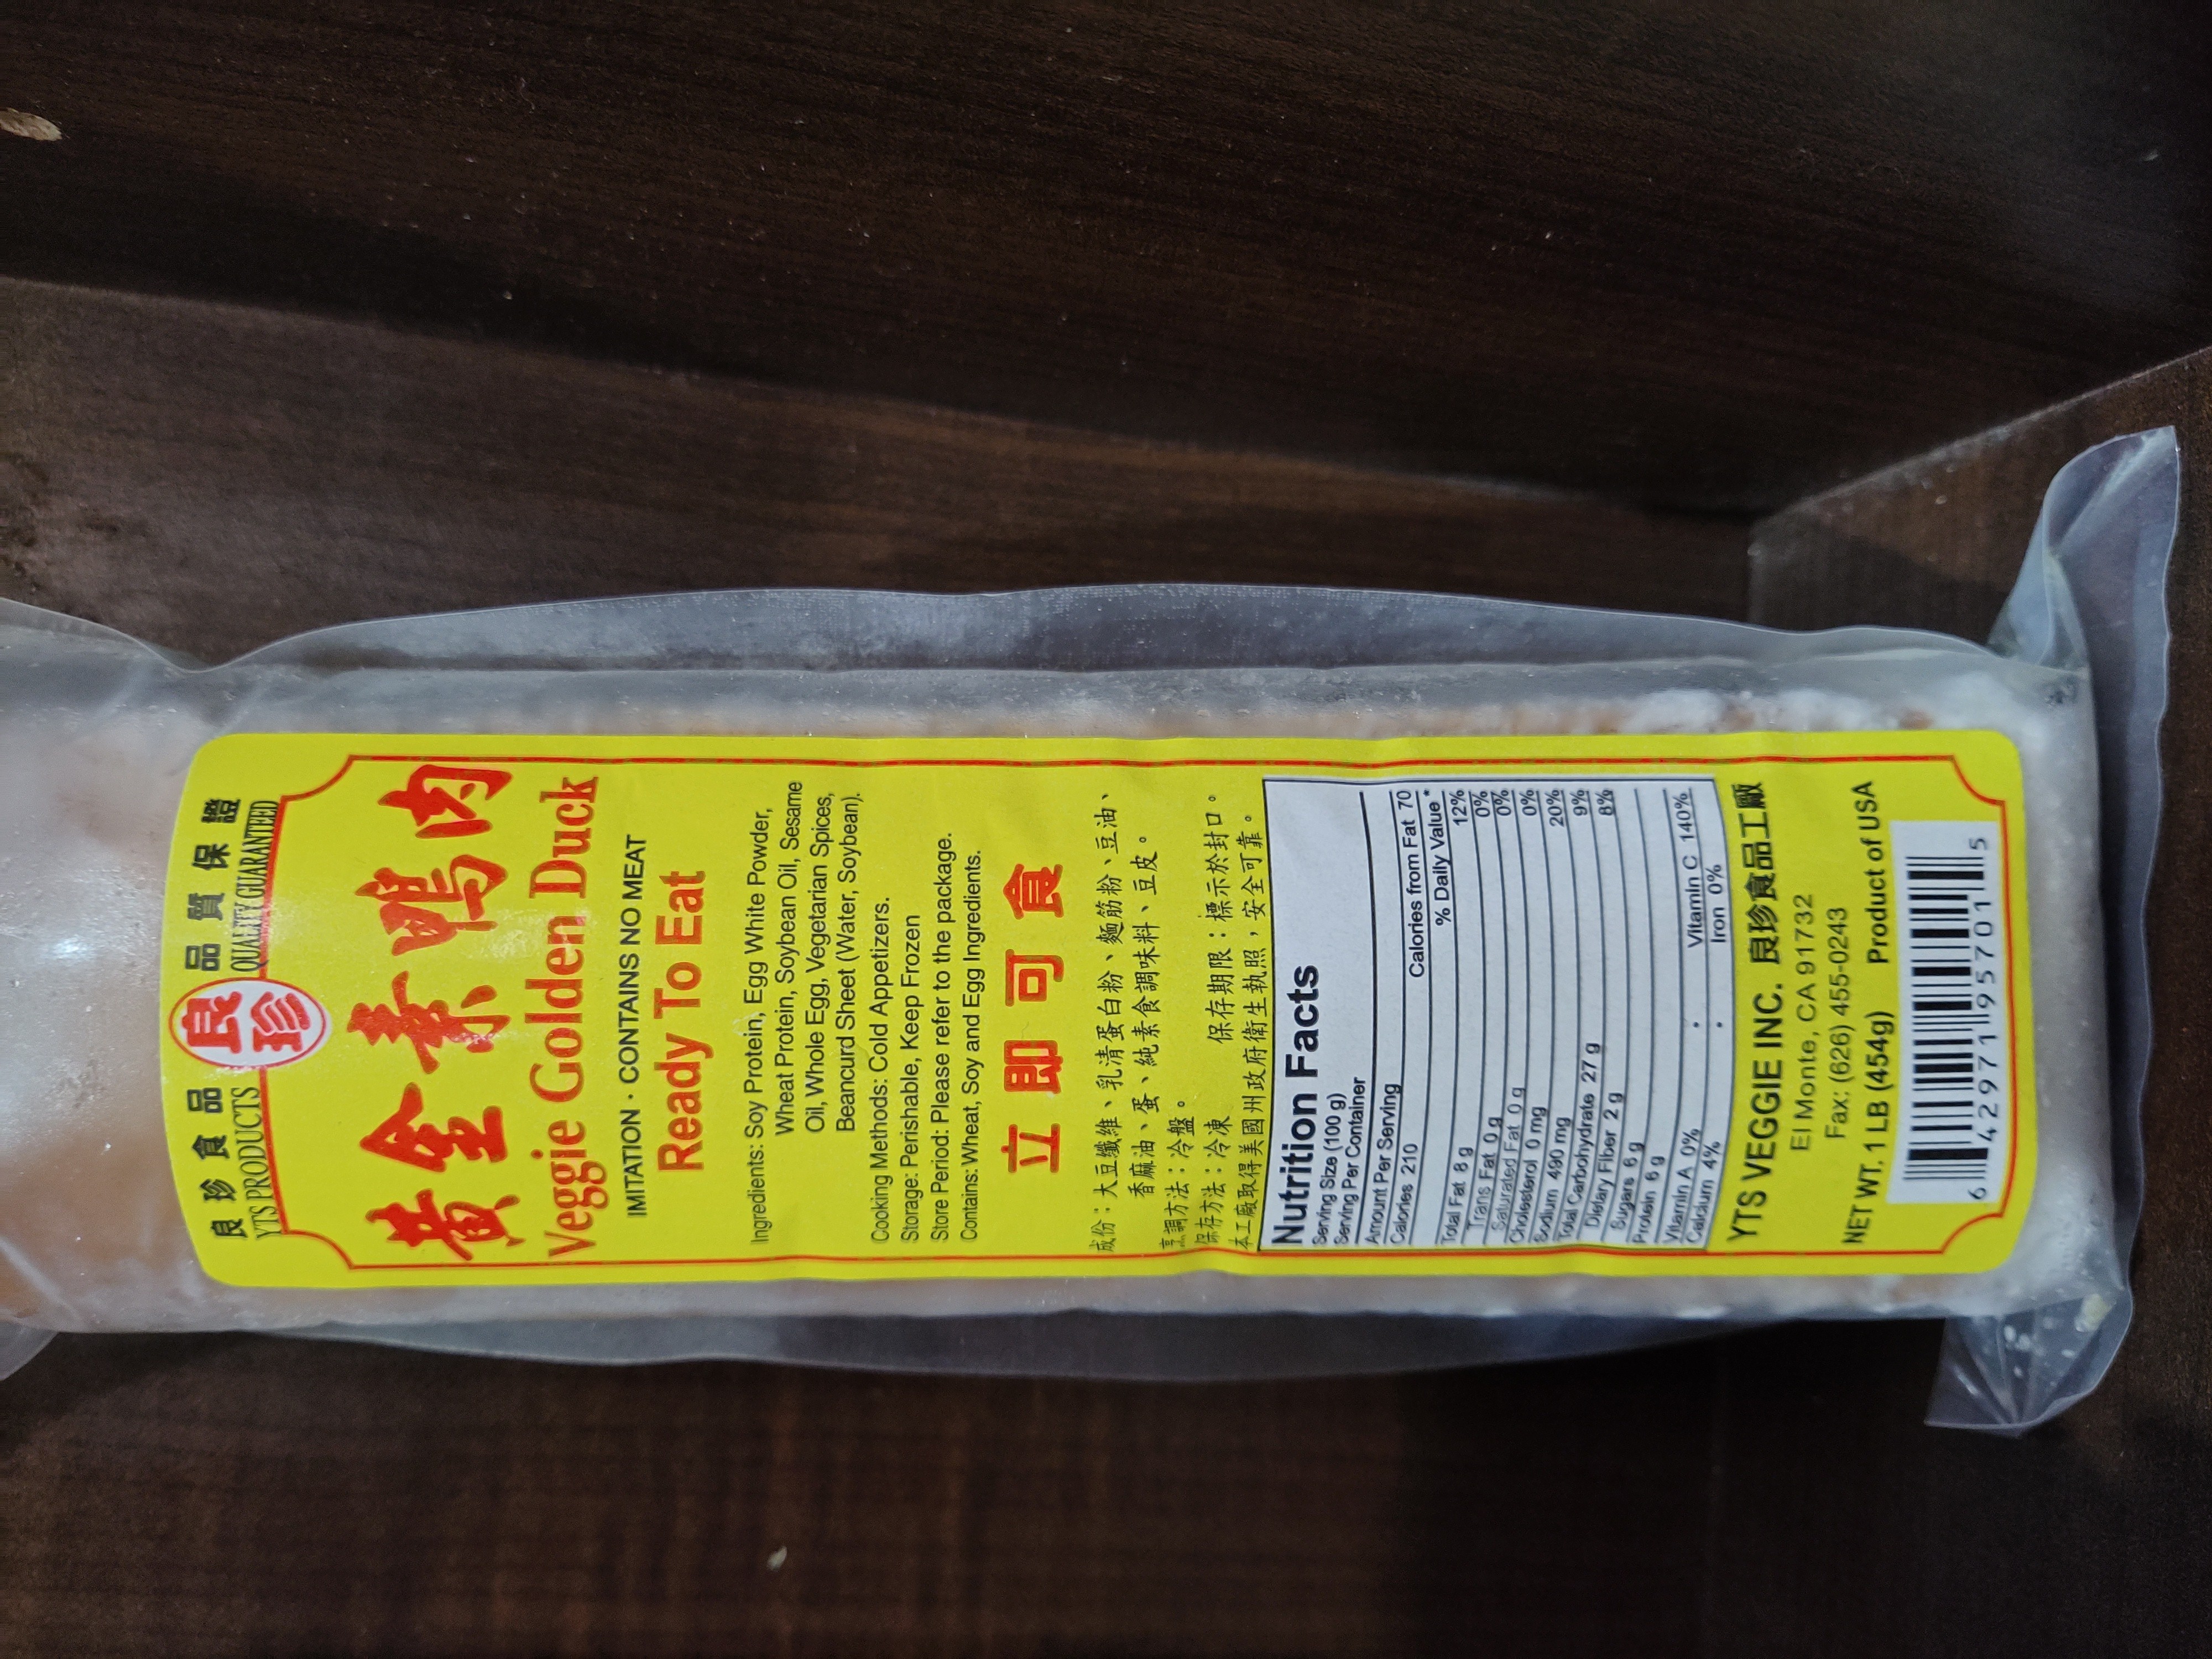 良珍食品 良珍 品質保證
YTS PRODUCTS QUALITY GUARANTEED
黃金素鴨肉
Veggie Golden Duck
IMITATION · CONTAINS NO MEAT
Ready To Eat
Ingredients: Soy Protein, Egg White Powder,
Wheat Protein, Soybean Oil, Sesame
Oil, Whole Egg, Vegetarian Spices,
Beancurd Sheet (Water, Soybean).
Cooking Methods: Cold Appetizers.
Storage: Perishable, Keep Frozen
Store Period: Please refer to the package.
Contains: Wheat, Soy and Egg Ingredients.
立即可食
成份：大豆纖维、乳清蛋白粉、麵筋粉、豆油、
香麻油、蛋、純素食調味料、豆皮。
烹調方法：冷盤。
保存方法：冷凍 保存期限：標示於封口。
本工廠取得美國州政府衛生執照，安全可靠。
Nutrition Facts
Serving Size (100 g)
Serving Per Container
Amount Per Serving
Calories 210 Calories from Fat 70
% Daily Value *
Total Fat 8 g 12%
Trans Fat 0 g 0%
Saturated Fat 0 g 0%
Cholesterol 0 mg 0%
Sodium 490 mg 20%
Total Carbohydrate 27 g 9%
Dietary Fiber 2 g 8%
Sugars 6 g
Protein 6 g
Vitamin A 0% · Vitamin C 140%
Calcium 4% · Iron 0%
YTS VEGGIE INC. 良珍食品工廠
El Monte, CA 91732
Fax: (626) 455-0243
NET WT. 1 LB (454g) Product of USA
6 42971 95701 5